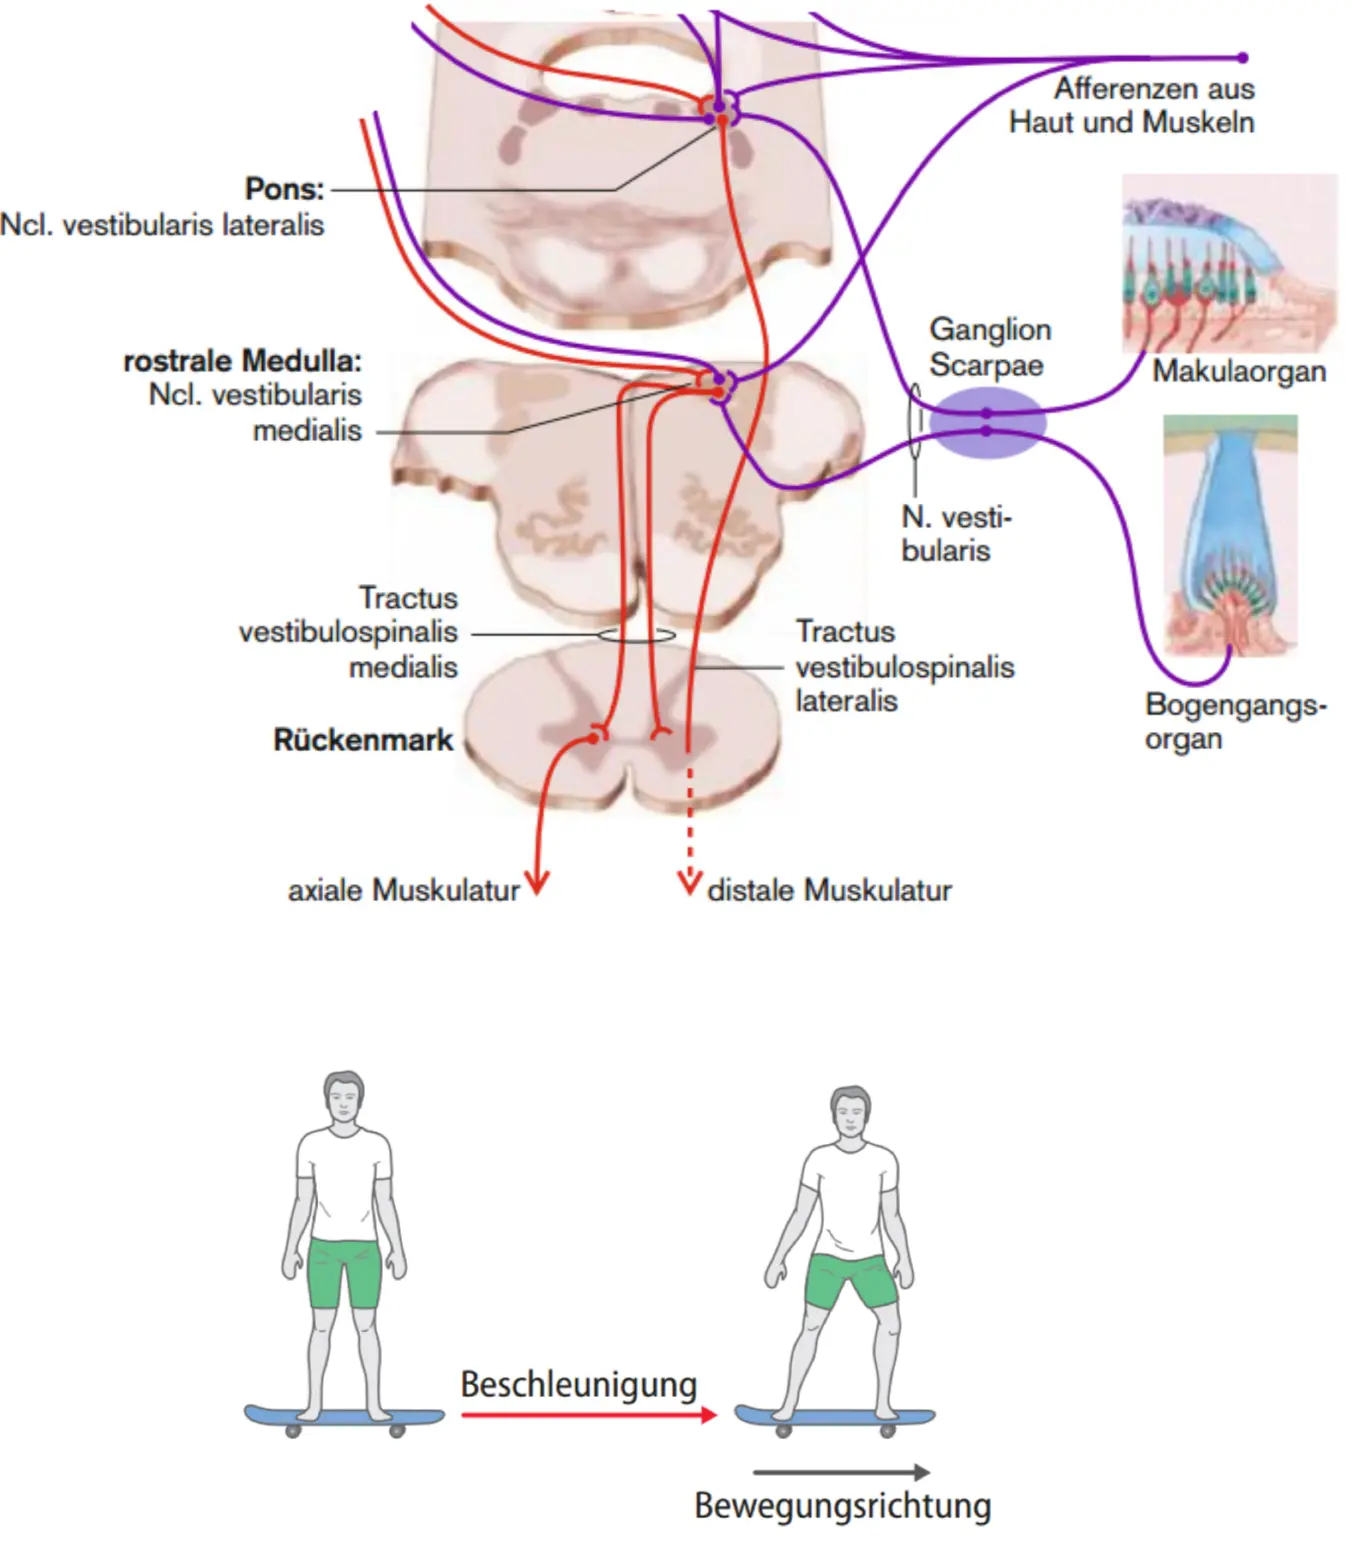 Afferenzen aus
Haut und Muskeln
Pons:
Ncl. vestibularis lateralis
Ganglion
Scarpae
Makulaorgan
rostrale Medulla:
Ncl. vestibularis
medialis
N. vesti-
bularis
Tractus
vestibulospinalis
medialis
Tractus
vestibulospinalis
lateralis
Bogengangs-
organ
Rückenmark
axiale Muskulatur
distale Muskulatur
Beschleunigung
Bewegungsrichtung